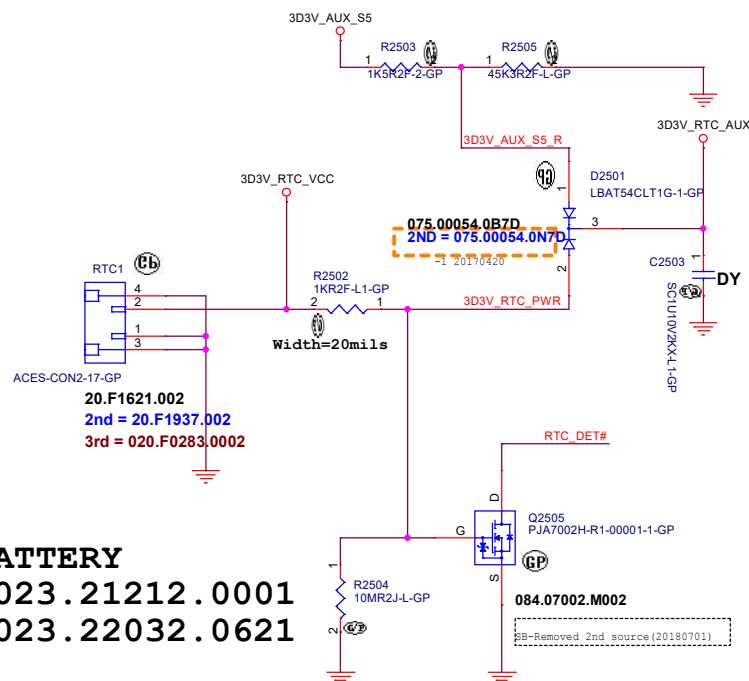 3D3V_AUX_S5
R2503
R2505
1
2
1
2
1K5R2F-2-GP
45K3R2F-L-GP
3D3V_RTC_AUX
3D3V_AUX_S5_R
3D3V_RTC_VCC
D2501
LBAT54CLT1G-1-GP
1
3
2
075.00054.0B7D
2ND = 075.00054.0N7D
-1 20170420
C2503
1
DY
SC1U10V2KX-L1-GP
RTC1
4
2
1
3
ACES-CON2-17-GP
R2502
1KR2F-L1-GP
2
1
Width=20mils
3D3V_RTC_PWR
20.F1621.002
2nd = 20.F1937.002
3rd = 020.F0283.0002
RTC_DET#
D
G
S
Q2505
PJA7002H-R1-00001-1-GP
GP
084.07002.M002
SB-Removed 2nd source(20180701)
1
R2504
10MR2J-L-GP
2
ATTERY
023.21212.0001
023.22032.0621